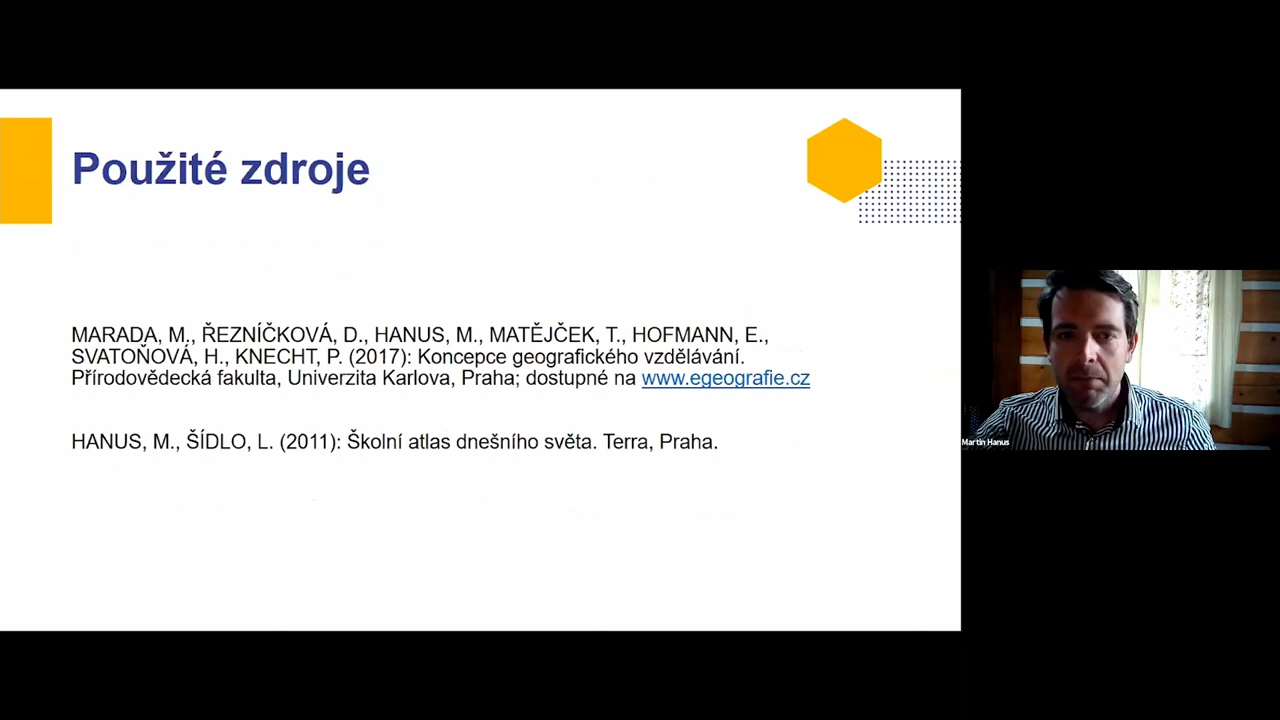 Použité zdroje
MARADA, M., ŘEZNÍČKOVÁ, D., HANUS, M., MATĚJČEK, T., HOFMANN, E.,
SVATOŇOVÁ, H., KNECHT, P. (2017): Koncepce geografického vzdělávání.
Přírodovědecká fakulta, Univerzita Karlova, Praha; dostupné na www.egeografie.cz
HANUS, M., ŠÍDLO, L. (2011): Školní atlas dnešního světa. Terra, Praha.
Martin Hanus